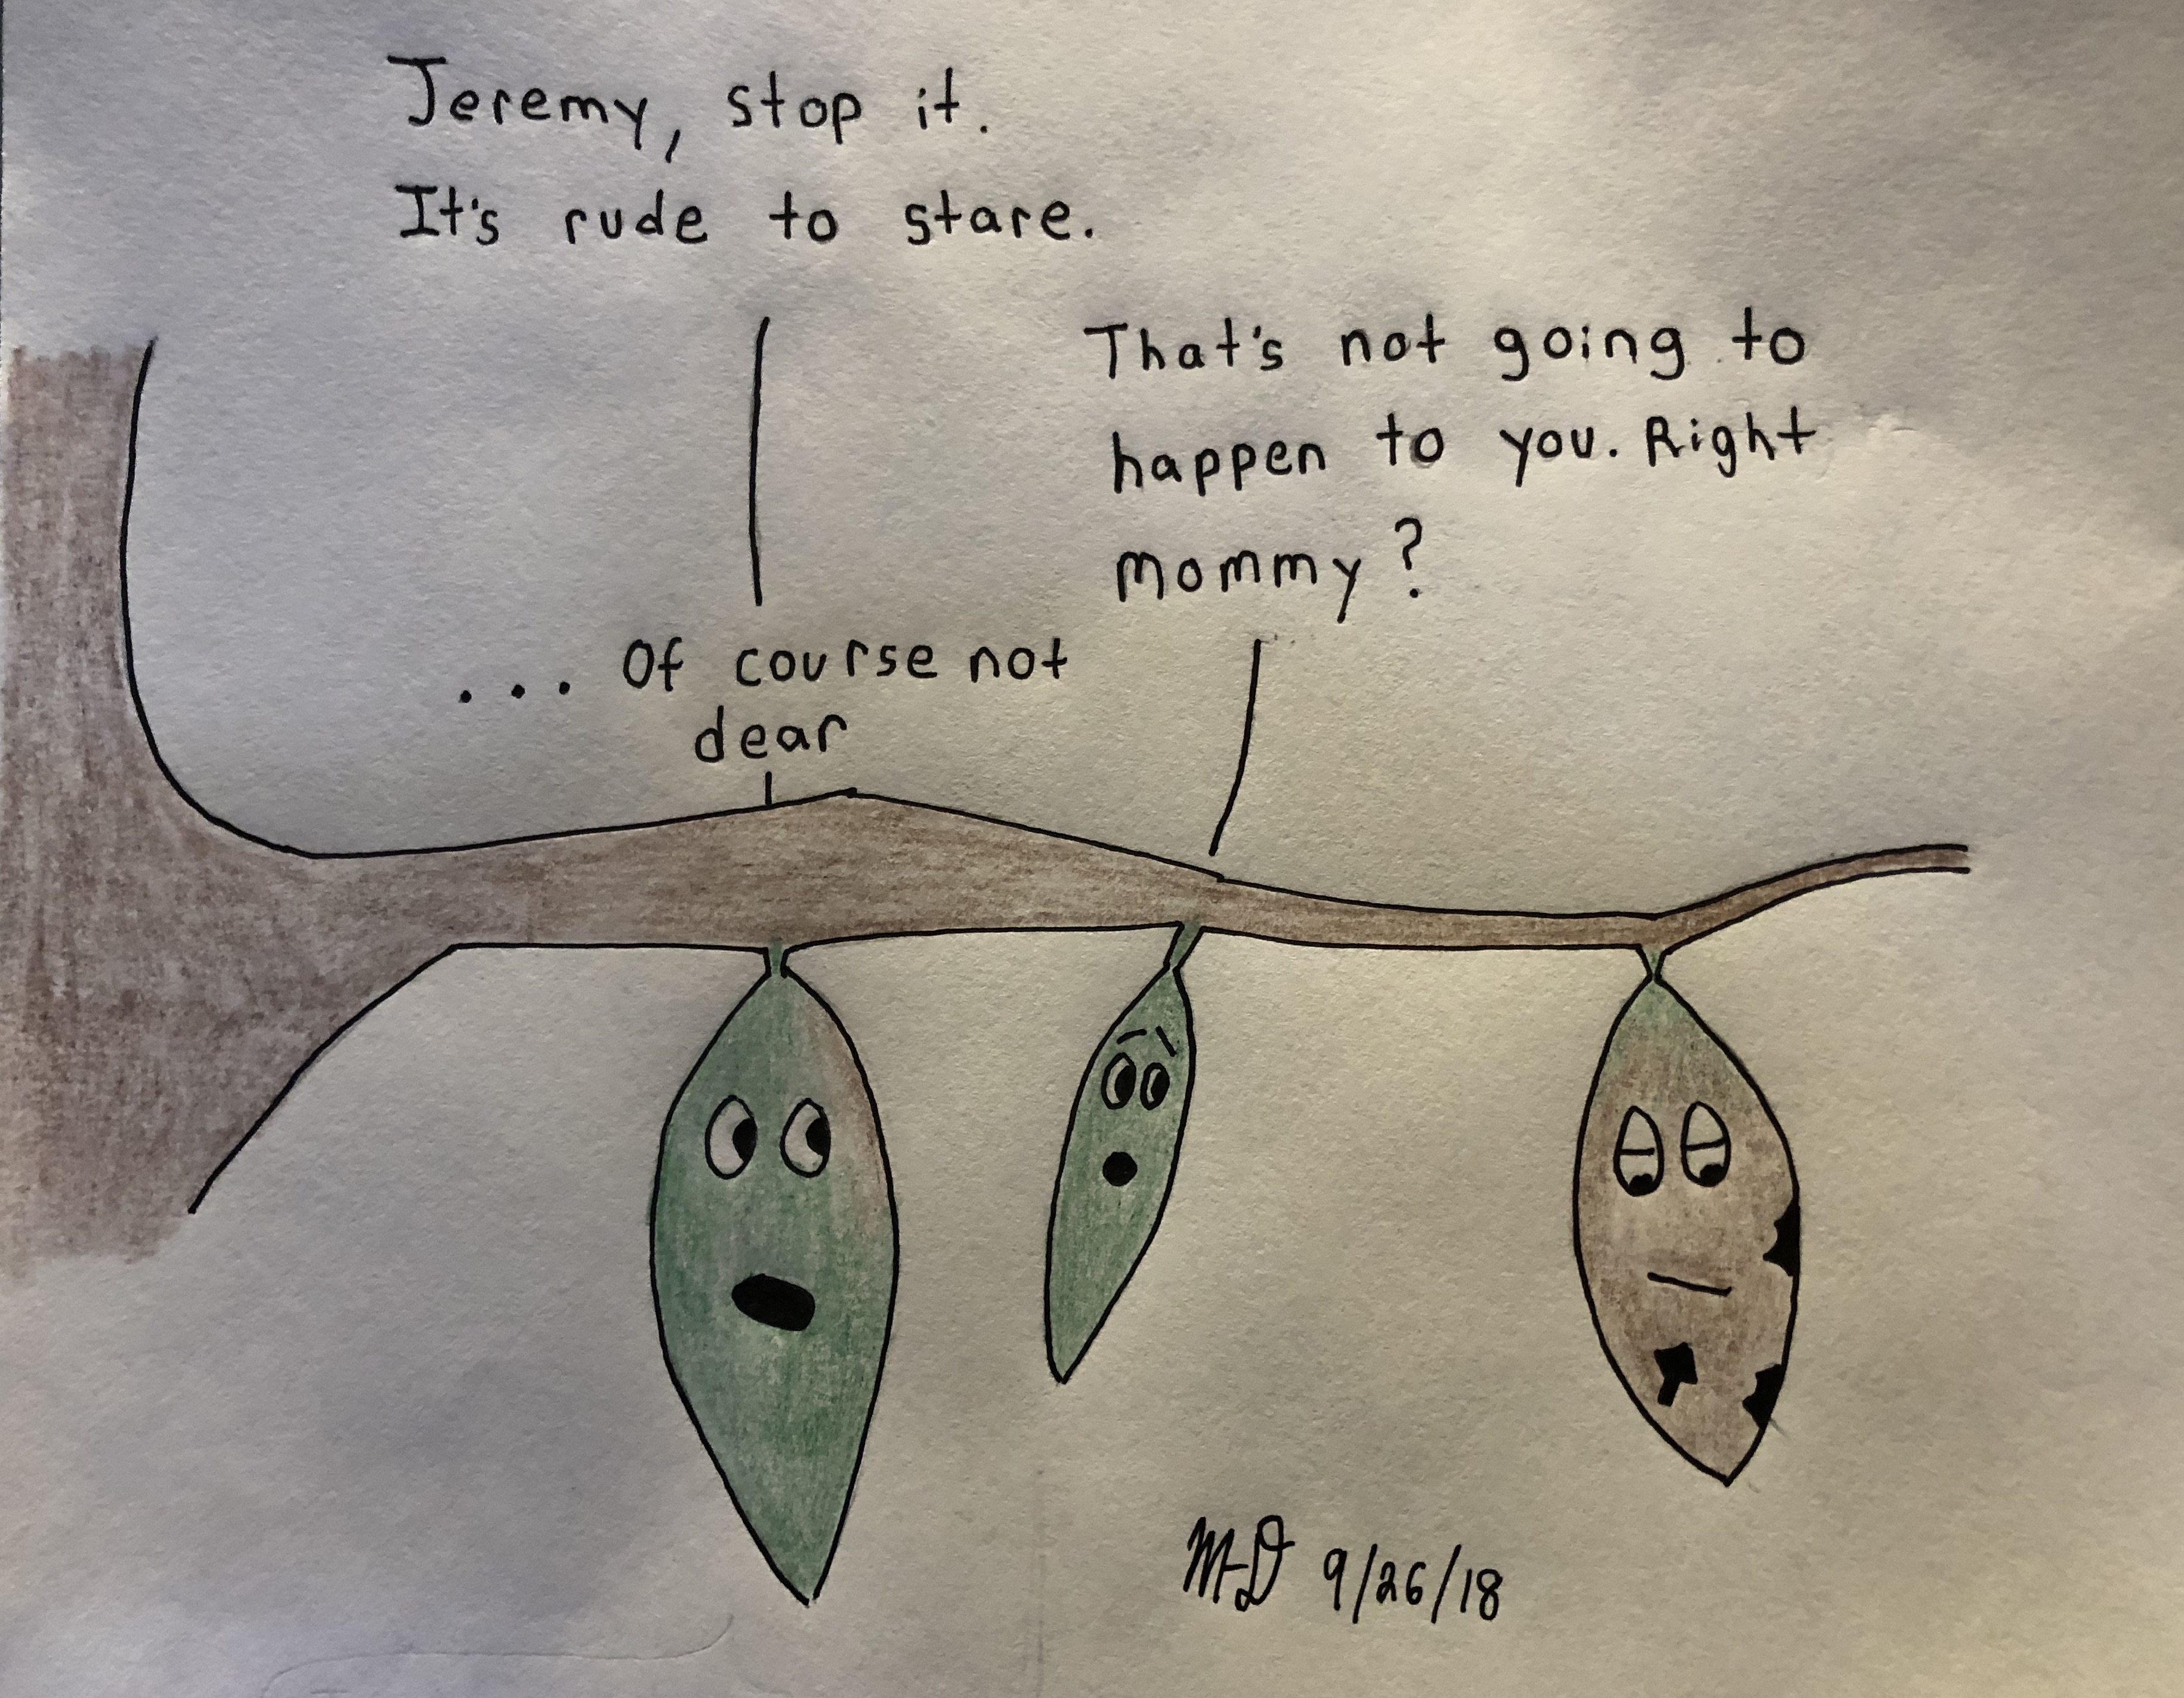 Jeremy, stop it.
It's rude to stare.
That's not going to
happen to you. Right
mommy?
... Of course not
dear
MD 9/26/18